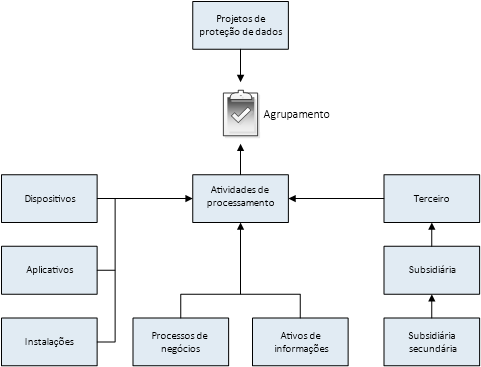 Projetos de
proteção de dados
Agrupamento
Dispositivos
Atividades de
processamento
Terceiro
Aplicativos
Subsidiária
Instalações
Processos de
negócios
Ativos de
informações
Subsidiária
secundária